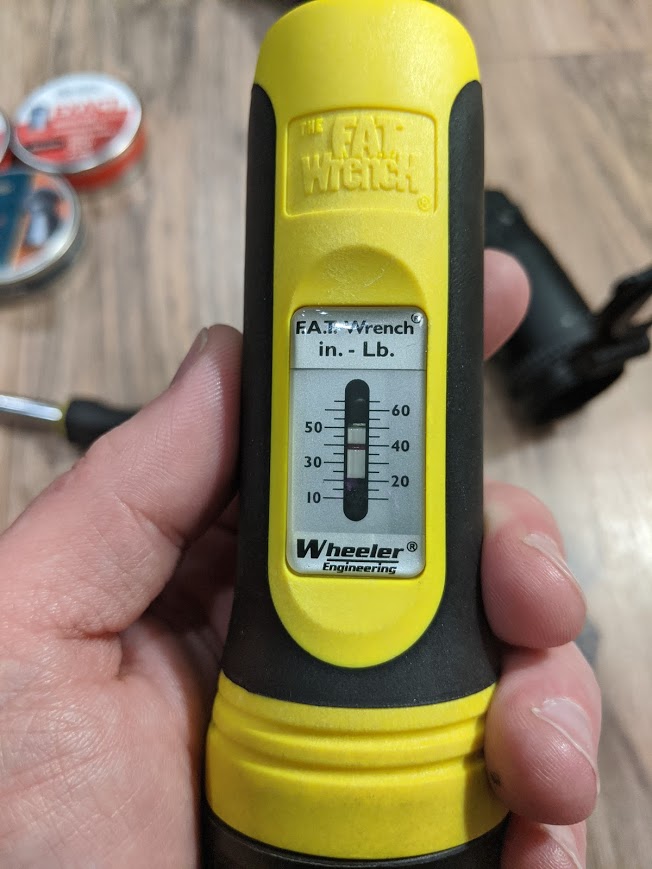 THE
FAT
WrencH
®
F.A.T. Wrench®
in. - Lb.
60
50
40
30
20
10
Wheeler®
Engineering